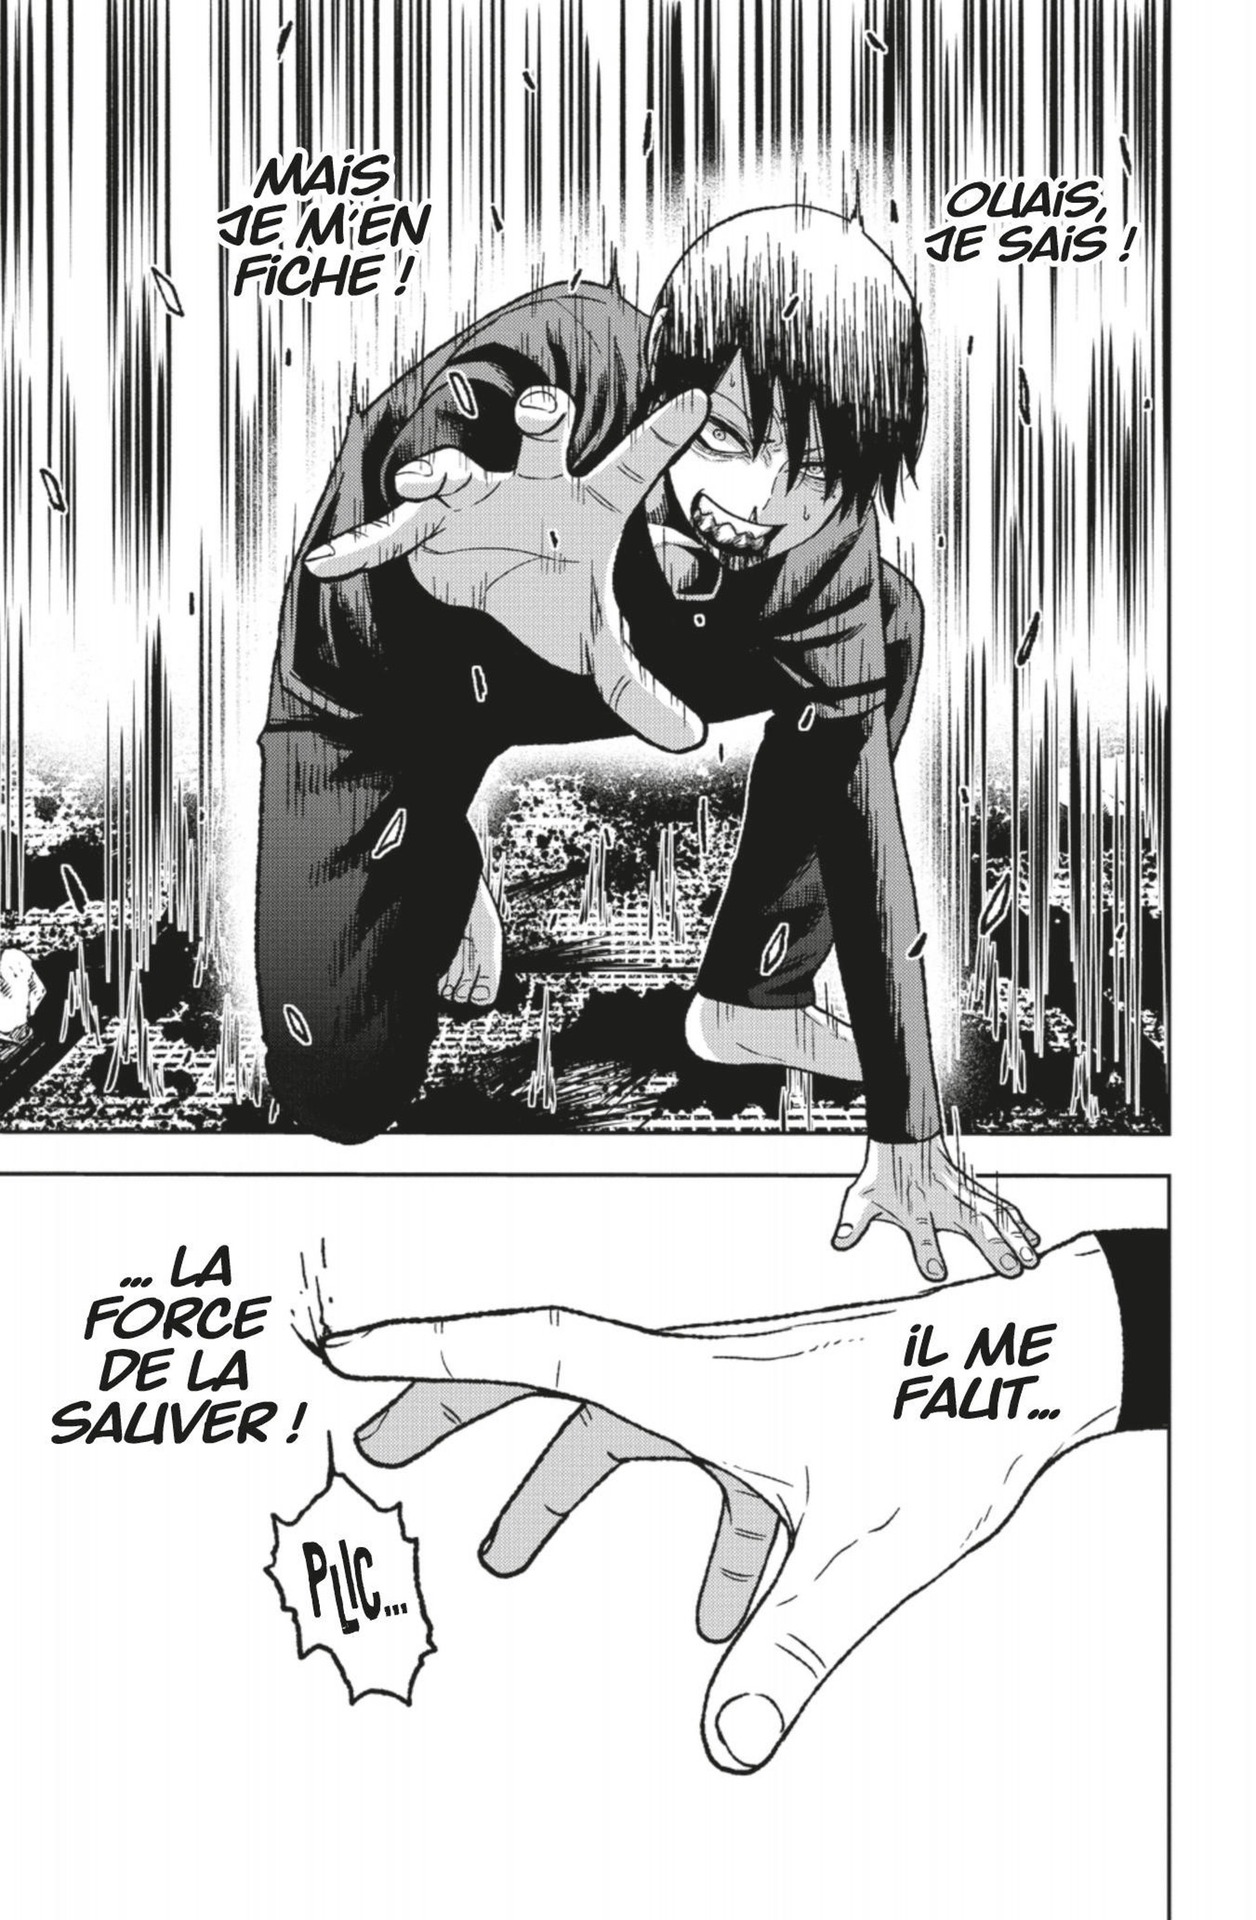 OUAIS,
JE SAIS !
MAIS
JE M'EN
FiCHE !
iL ME
FAUT...
... LA
FORCE
DE LA
SAUVER !
PLIC...